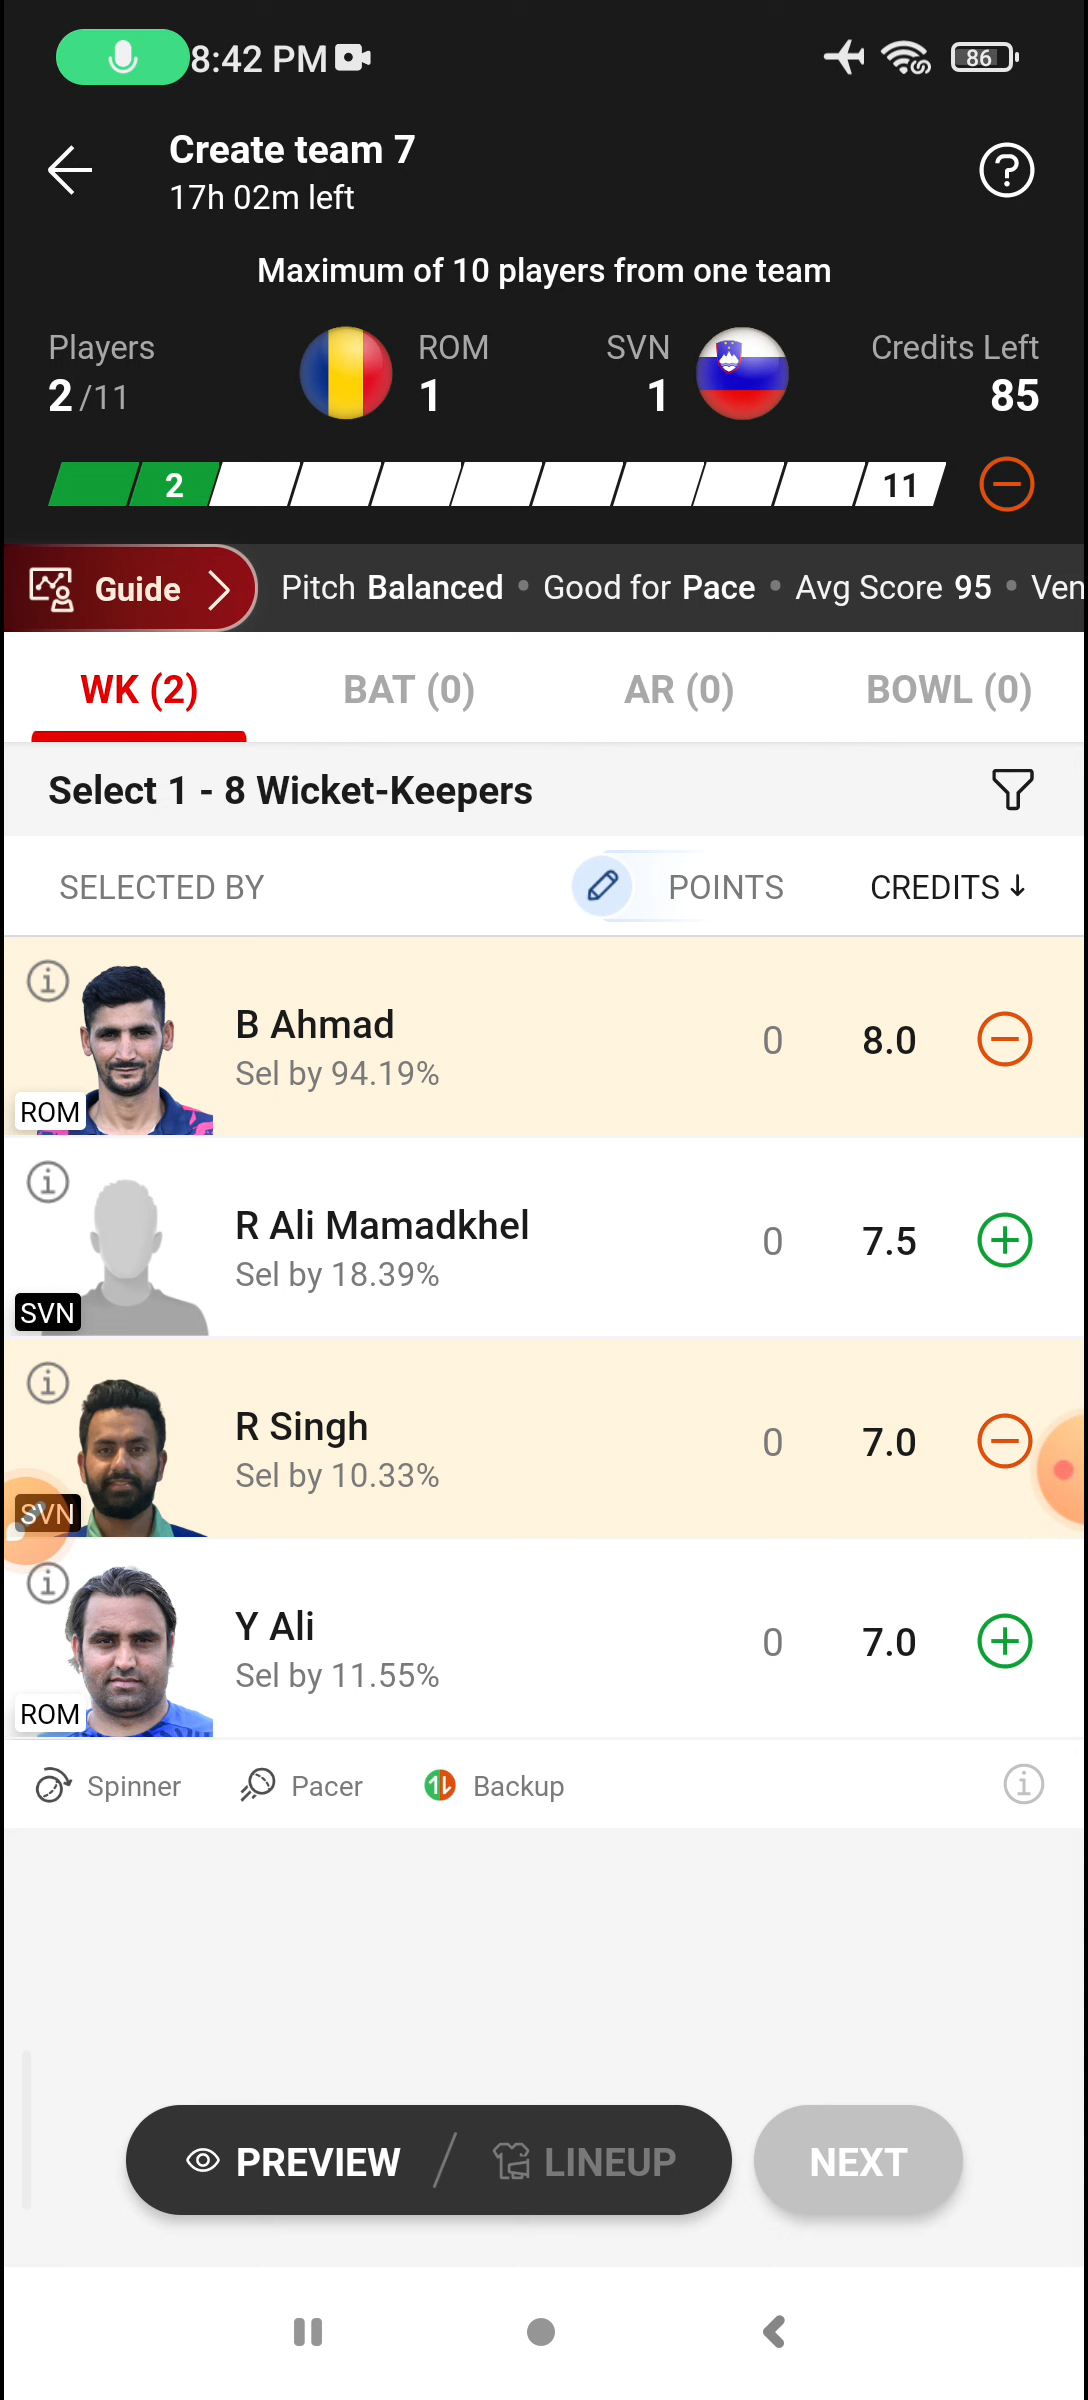 8:42 PM
86
Create team 7
17h 02m left
Maximum of 10 players from one team
Players ROM SVN Credits Left
2 /11 1 1 85
2 11
Guide Pitch Balanced • Good for Pace • Avg Score 95 • Ven
WK (2) BAT (0) AR (0) BOWL (0)
Select 1 - 8 Wicket-Keepers
SELECTED BY POINTS CREDITS ↓
B Ahmad 0 8.0
Sel by 94.19%
ROM
R Ali Mamadkhel 0 7.5
Sel by 18.39%
SVN
R Singh 0 7.0
Sel by 10.33%
SVN
Y Ali 0 7.0
Sel by 11.55%
ROM
Spinner Pacer Backup
PREVIEW / LINEUP NEXT